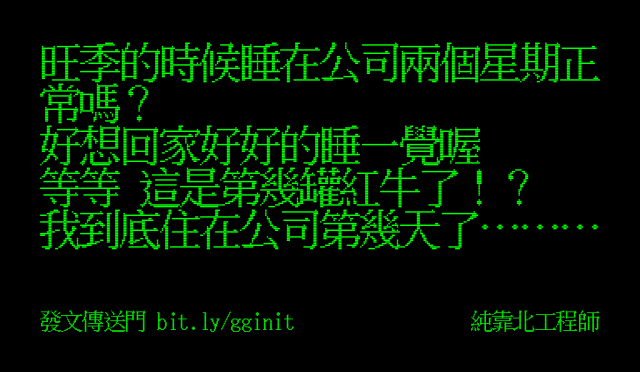 旺季的時候睡在公司兩個星期正
常嗎？
好想回家好好的睡一覺喔
等等 這是第幾罐紅牛了！？
我到底住在公司第幾天了………
發文傳送門 bit.ly/gginit
純靠北工程師